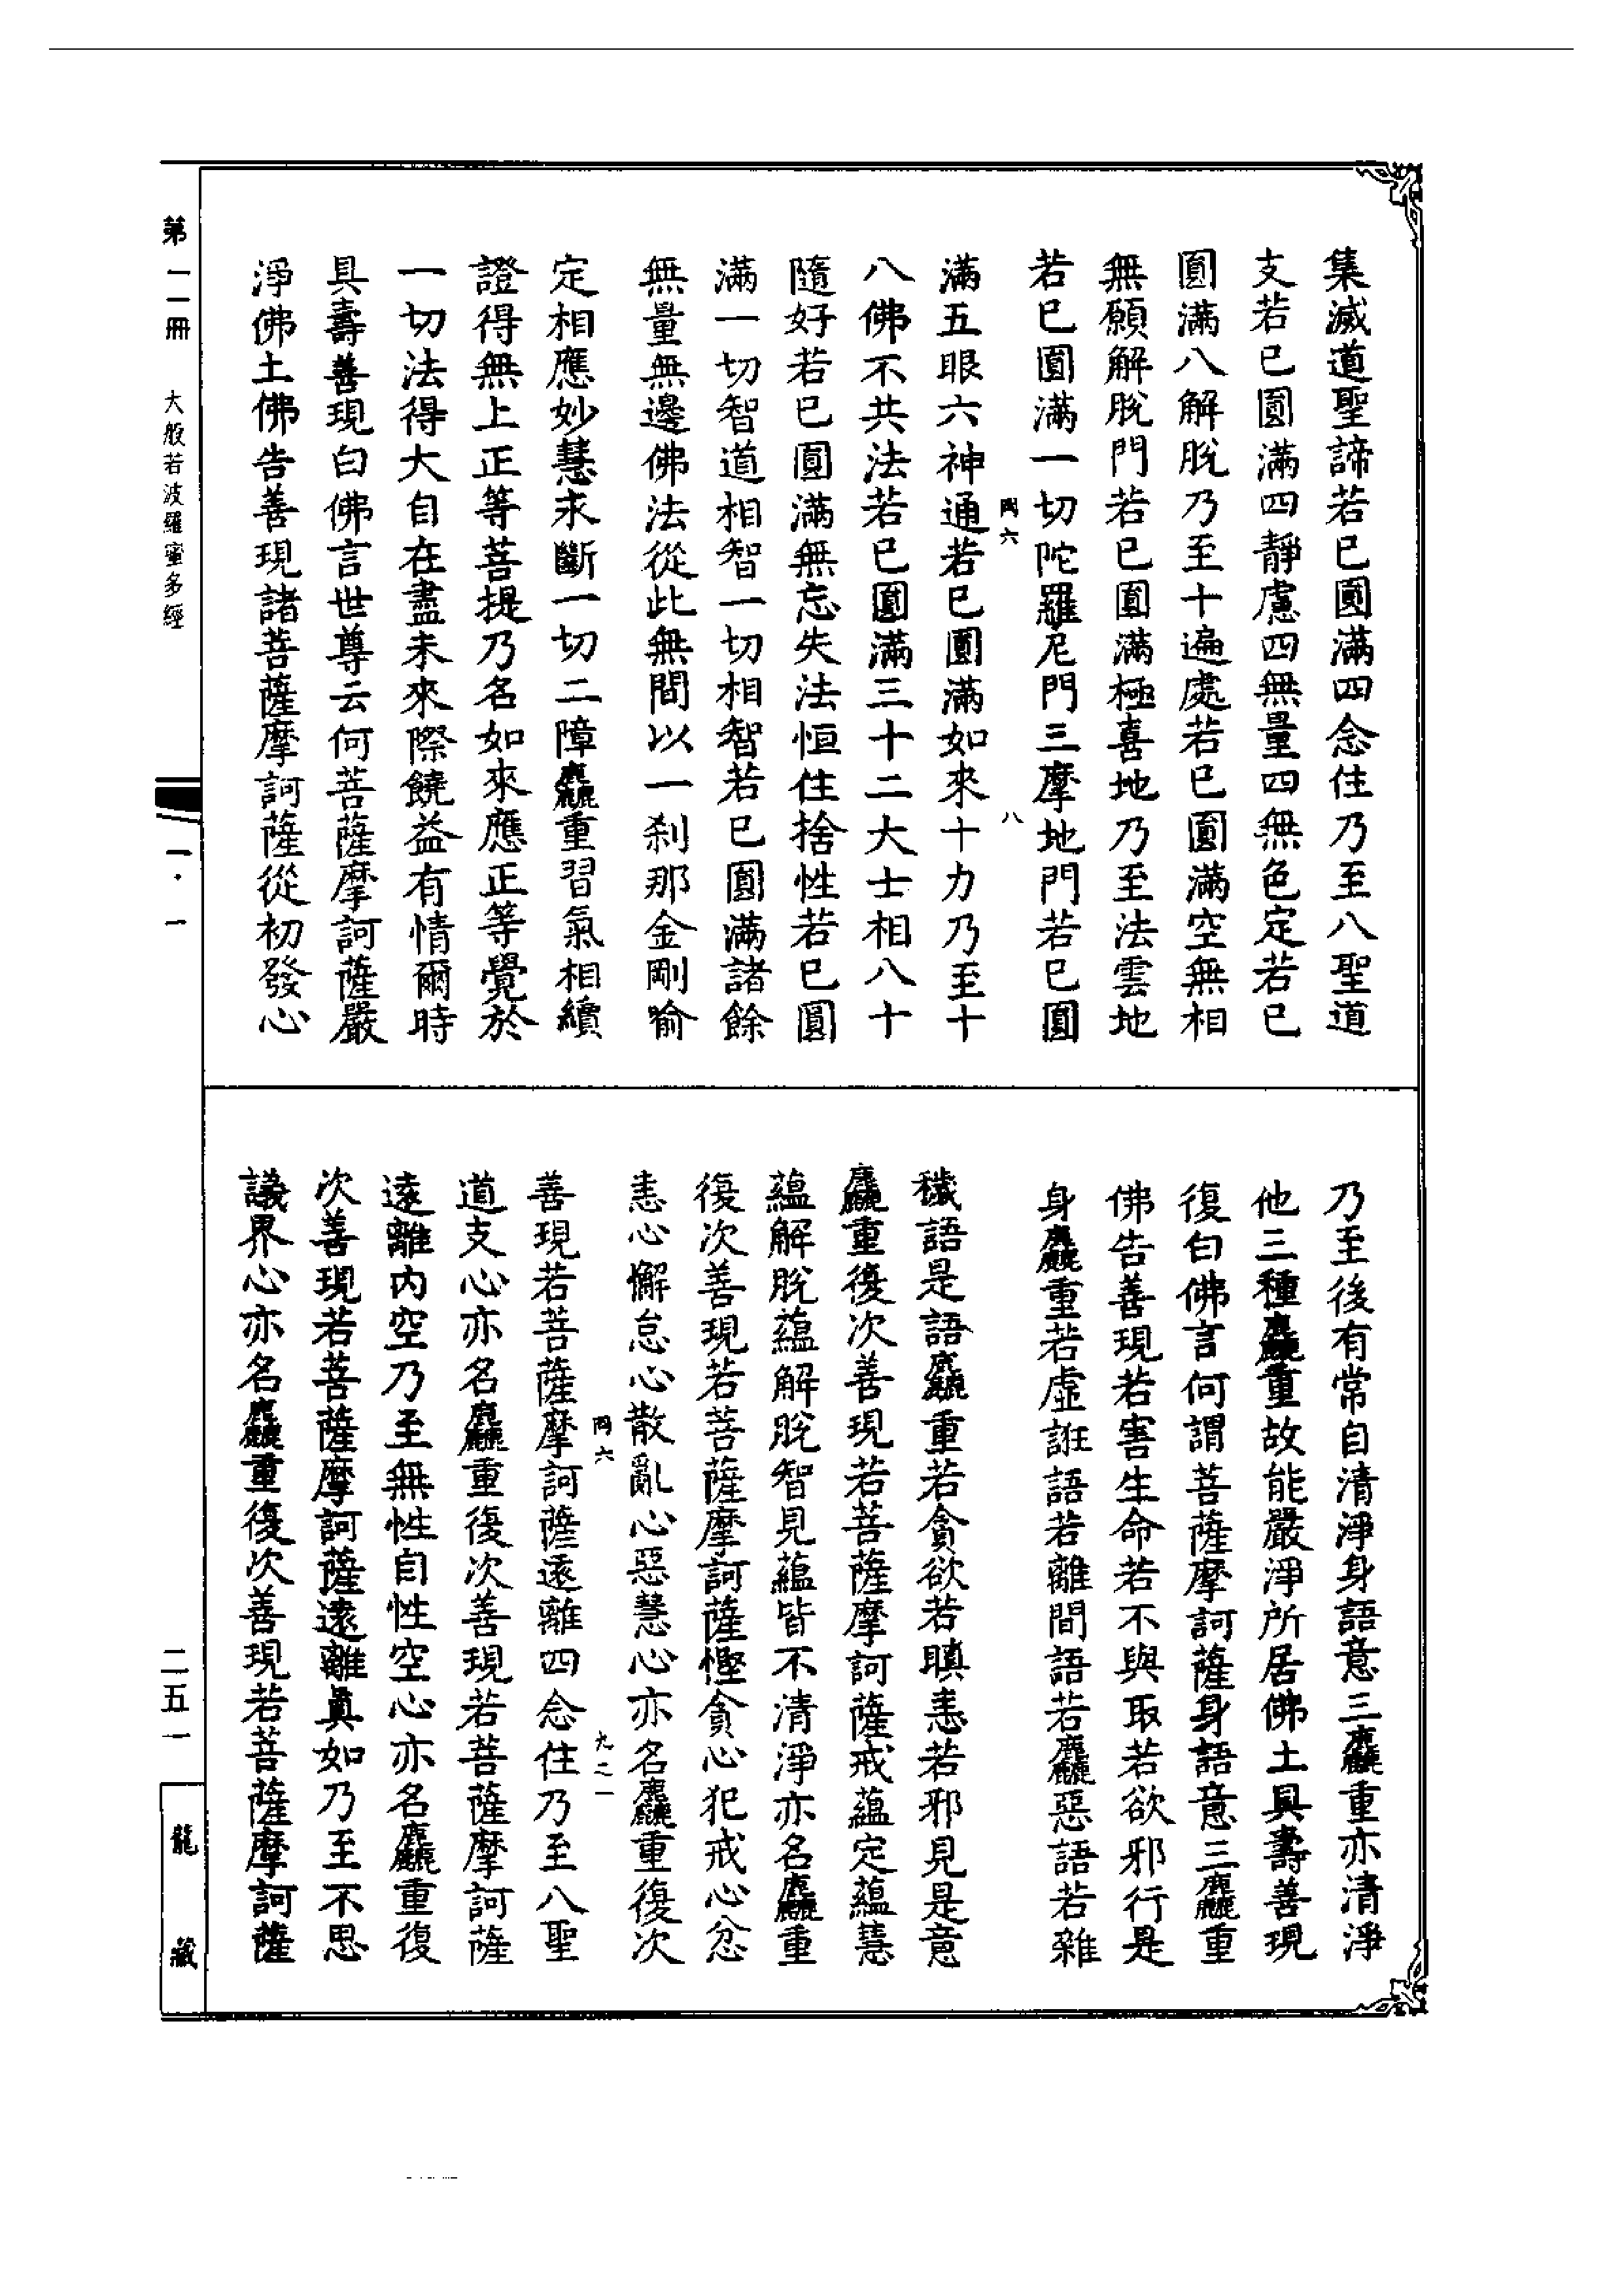 集滅道聖諦若已圓滿四念住乃至八聖道
支若已圓滿四靜慮四無量四無色定若已
圓滿八解脫乃至十遍處若已圓滿空無相
無願解脫門若已圓滿極喜地乃至法雲地
若已圓滿一切陀羅尼門三摩地門若已圓
滿五眼六神通若已圓滿如來十力乃至十
八佛不共法若已圓滿三十二大士相八十
隨好若已圓滿無忘失法恒住捨性若已圓
滿一切智道相智一切相智若已圓滿諸餘
無量無邊佛法從此無間以一刹那金剛喻
定相應妙慧永斷一切二障麤重習氣相續
證得無上正等菩提乃名如來應正等覺於
一切法得大自在盡未來際饒益有情爾時
具壽善現白佛言世尊云何菩薩摩訶薩嚴
淨佛土佛告善現諸菩薩摩訶薩從初發心
乃至後有常自清淨身語意三麤重亦清淨
他三種麤重故能嚴淨所居佛土具壽善現
復白佛言何謂菩薩摩訶薩身語意三麤重
佛告善現若害生命若不與取若欲邪行是
身麤重若虛誑語若離間語若麤惡語若雜
穢語是語麤重若貪欲若瞋恚若邪見是意
麤重復次善現若菩薩摩訶薩戒蘊定蘊慧
蘊解脫蘊解脫智見蘊皆不清淨亦名麤重
復次善現若菩薩摩訶薩慳貪心犯戒心忿
恚心懈怠心散亂心惡慧心亦名麤重復次
善現若菩薩摩訶薩遠離四念住乃至八聖
道支心亦名麤重復次善現若菩薩摩訶薩
遠離內空乃至無性自性空心亦名麤重復
次善現若菩薩摩訶薩遠離眞如乃至不思
議界心亦名麤重復次善現若菩薩摩訶薩
第一一冊 大般若波羅蜜多經
一·一
二五一
龍藏